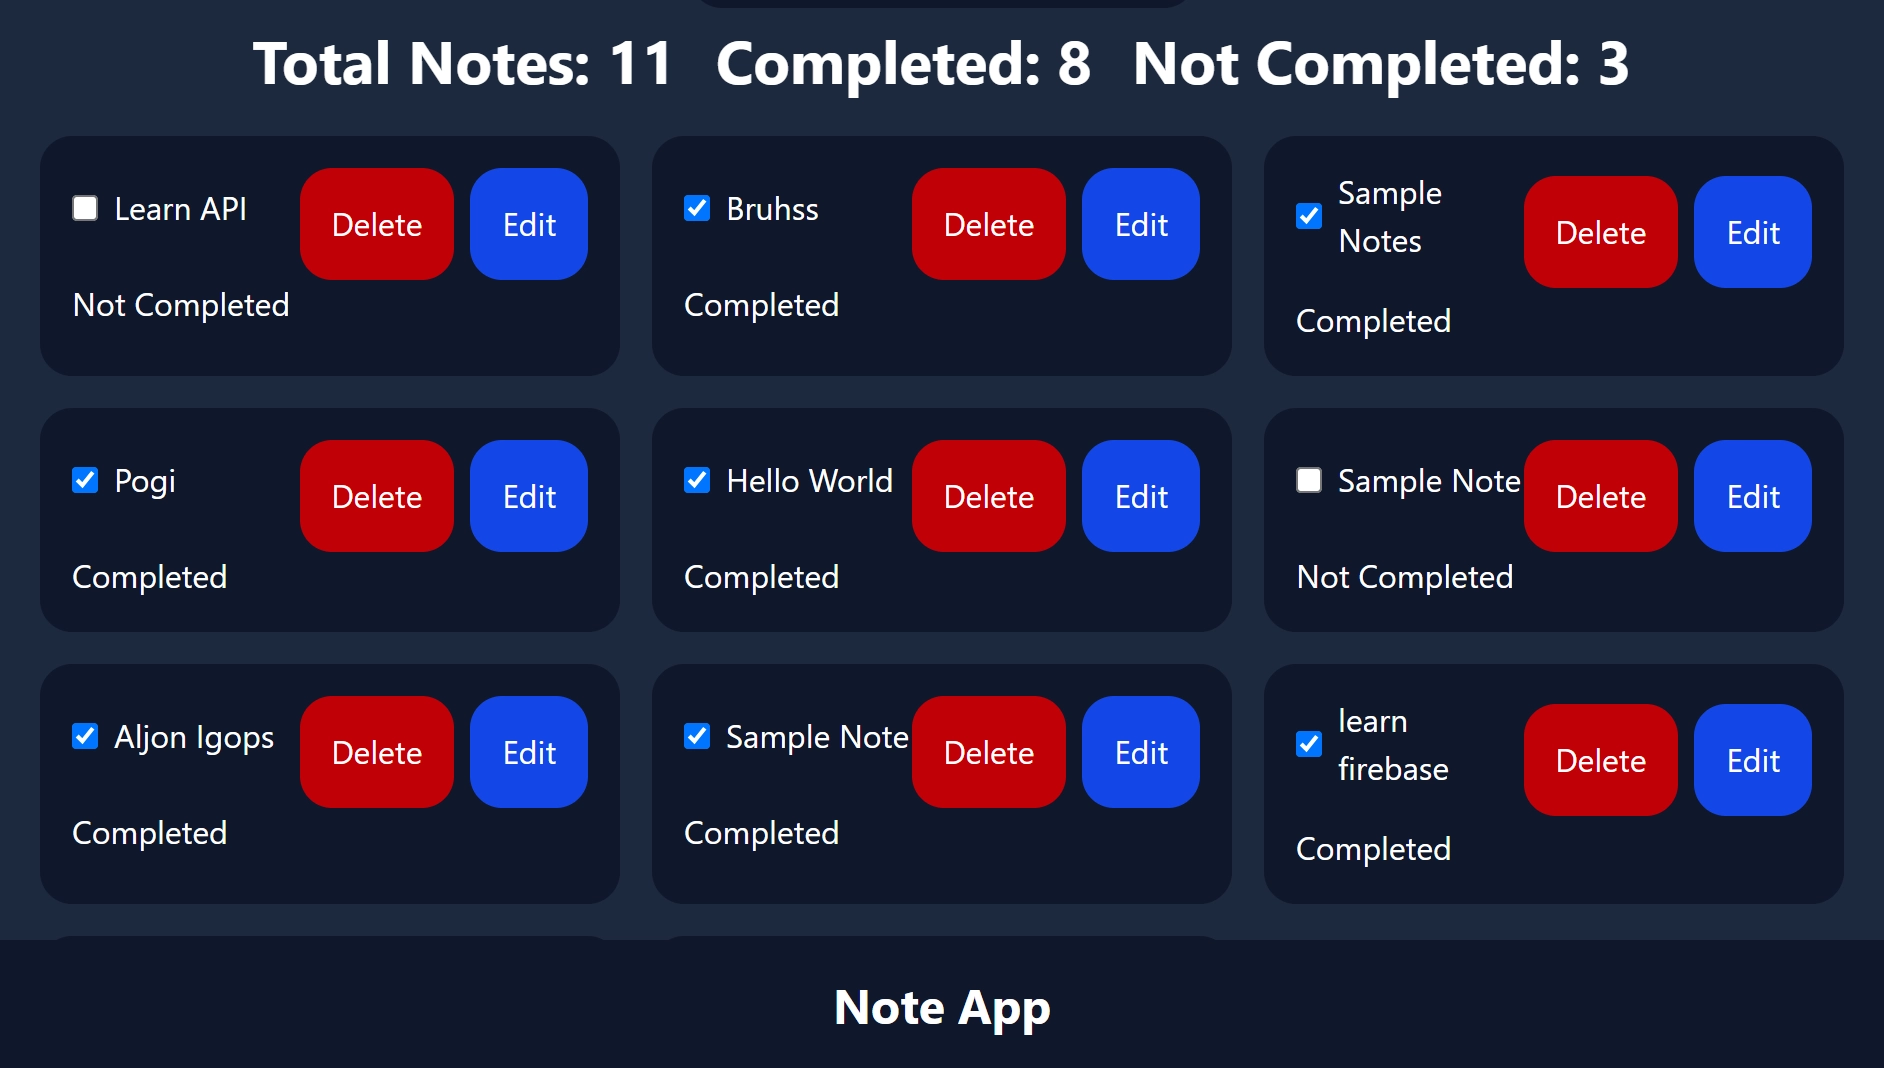 Total Notes: 11 Completed: 8 Not Completed: 3
Learn API
Delete
Edit
Not Completed
Bruhss
Delete
Edit
Completed
Sample
Notes
Delete
Edit
Completed
Pogi
Delete
Edit
Completed
Hello World
Delete
Edit
Completed
Sample Note
Delete
Edit
Not Completed
Aljon Igops
Delete
Edit
Completed
Sample Note
Delete
Edit
Completed
learn
firebase
Delete
Edit
Completed
Note App